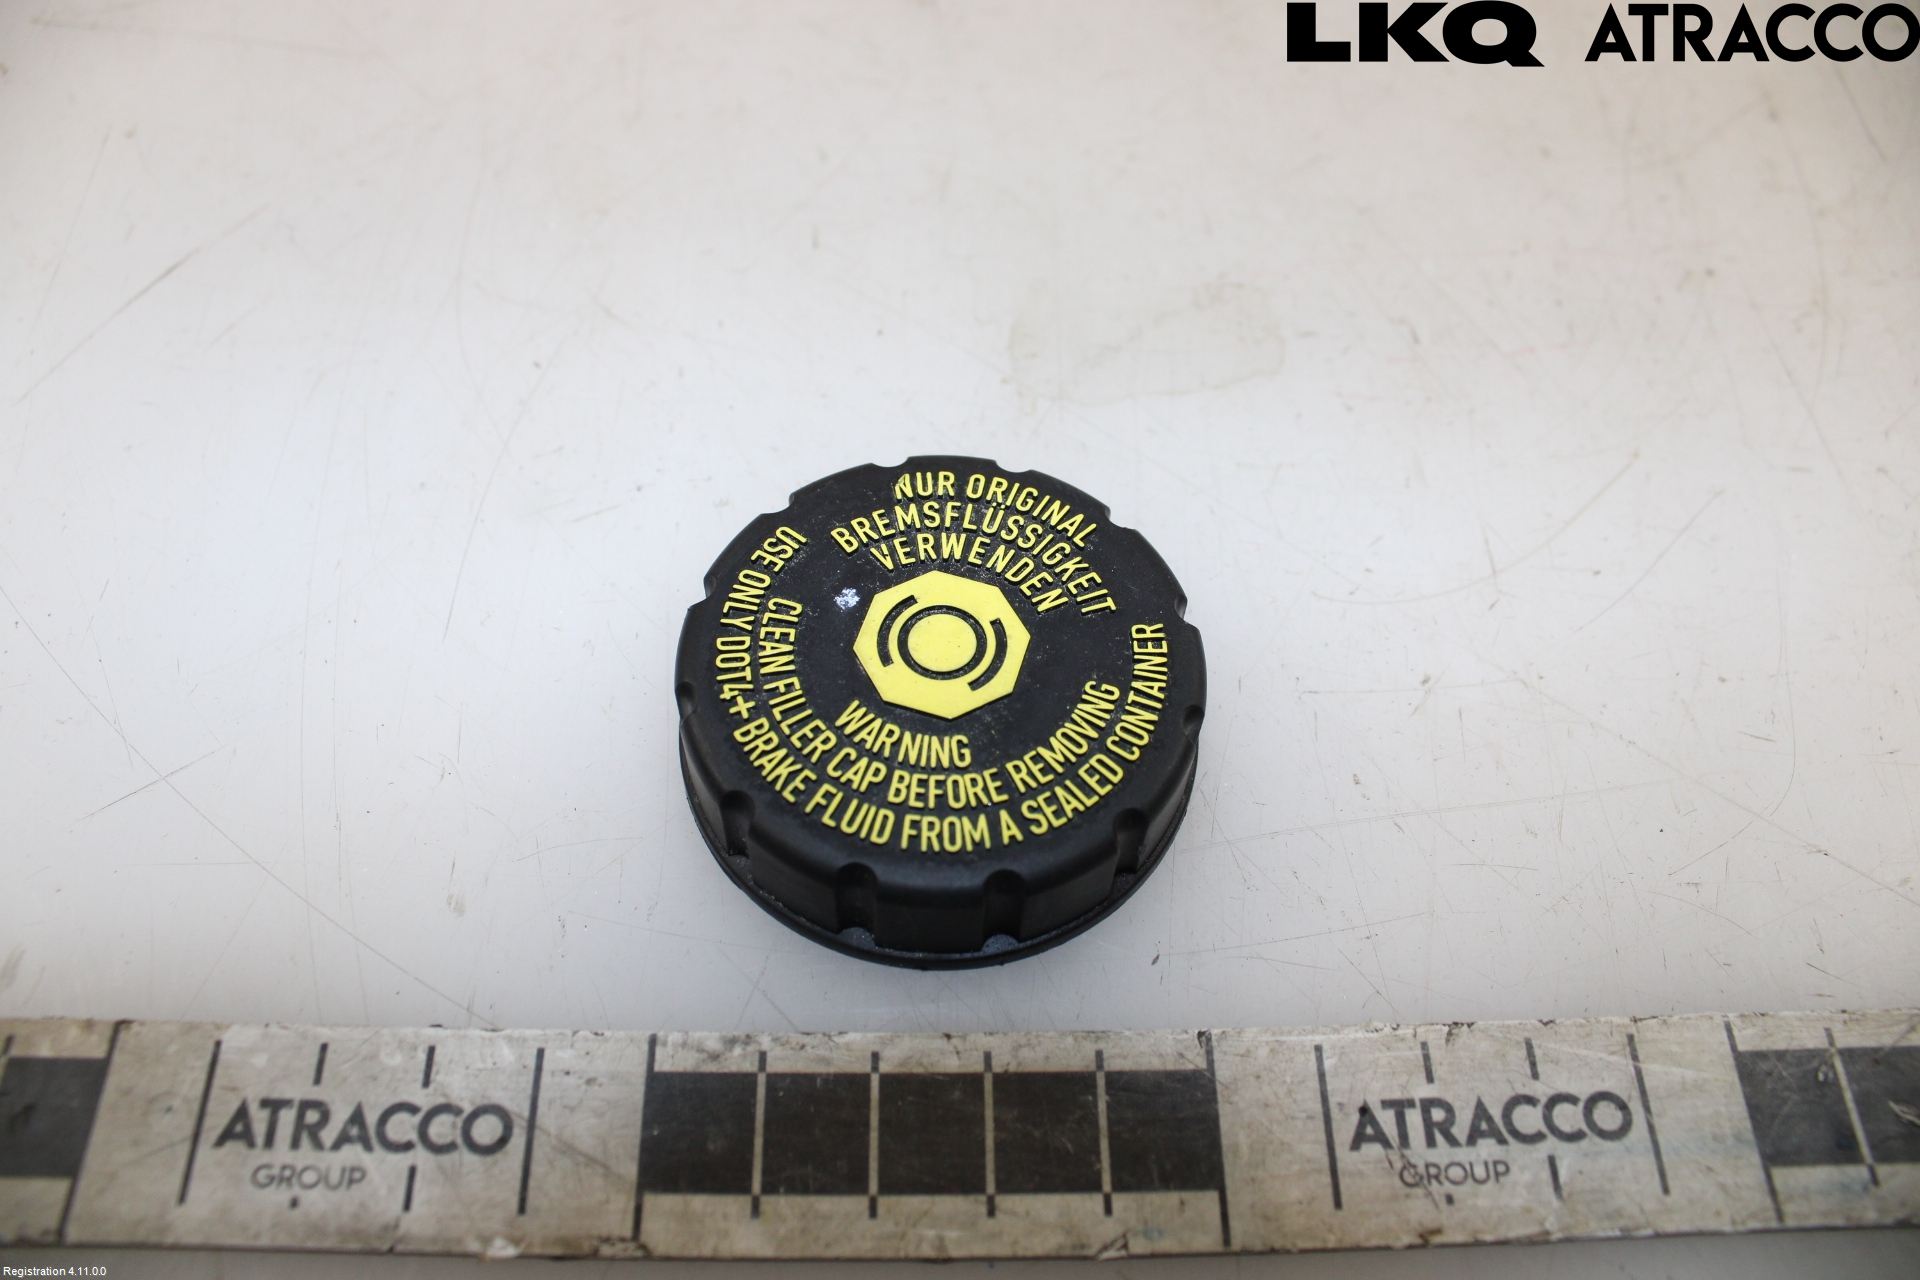 LKQ ATRACCO
NUR ORIGINAL
BREMSFLÜSSIGKEIT
VERWENDEN
WARNING
CLEAN FILLER CAP BEFORE REMOVING
USE ONLY DOT4+ BRAKE FLUID FROM A SEALED CONTAINER
ATRACCO
GROUP
ATRACCO
GROUP
Registration 4.11.0.0